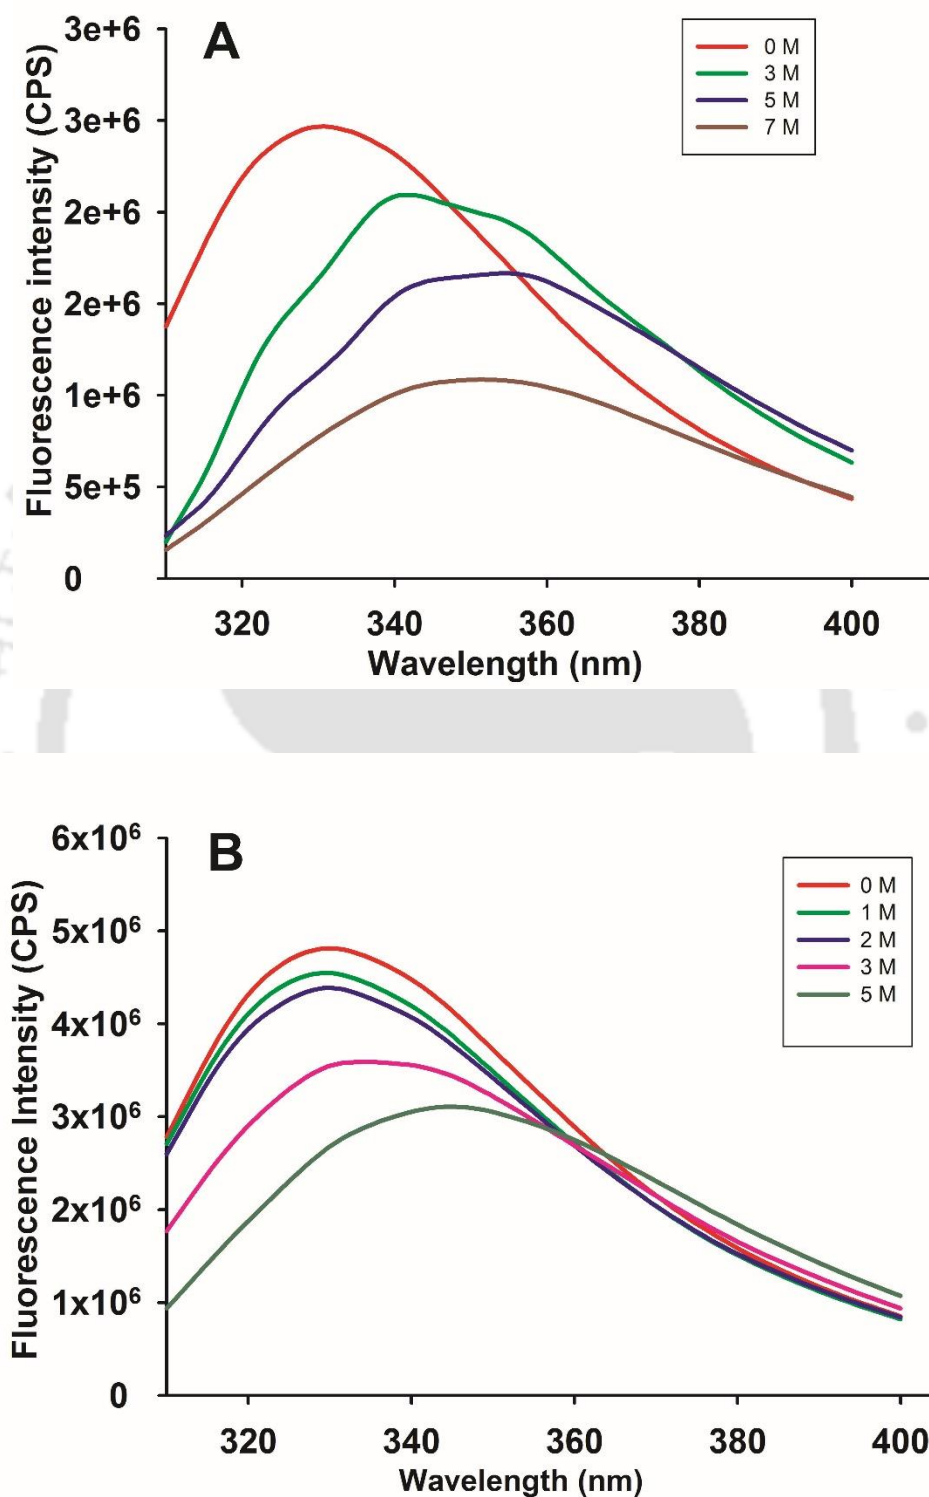 A
Fluorescence intensity (CPS)
3e+6
3e+6
2e+6
2e+6
1e+6
5e+5
0
0 M
3 M
5 M
7 M
320 340 360 380 400
Wavelength (nm)
B
Fluorescence Intensity (CPS)
6x10⁶
5x10⁶
4x10⁶
3x10⁶
2x10⁶
1x10⁶
0
0 M
1 M
2 M
3 M
5 M
320 340 360 380 400
Wavelength (nm)